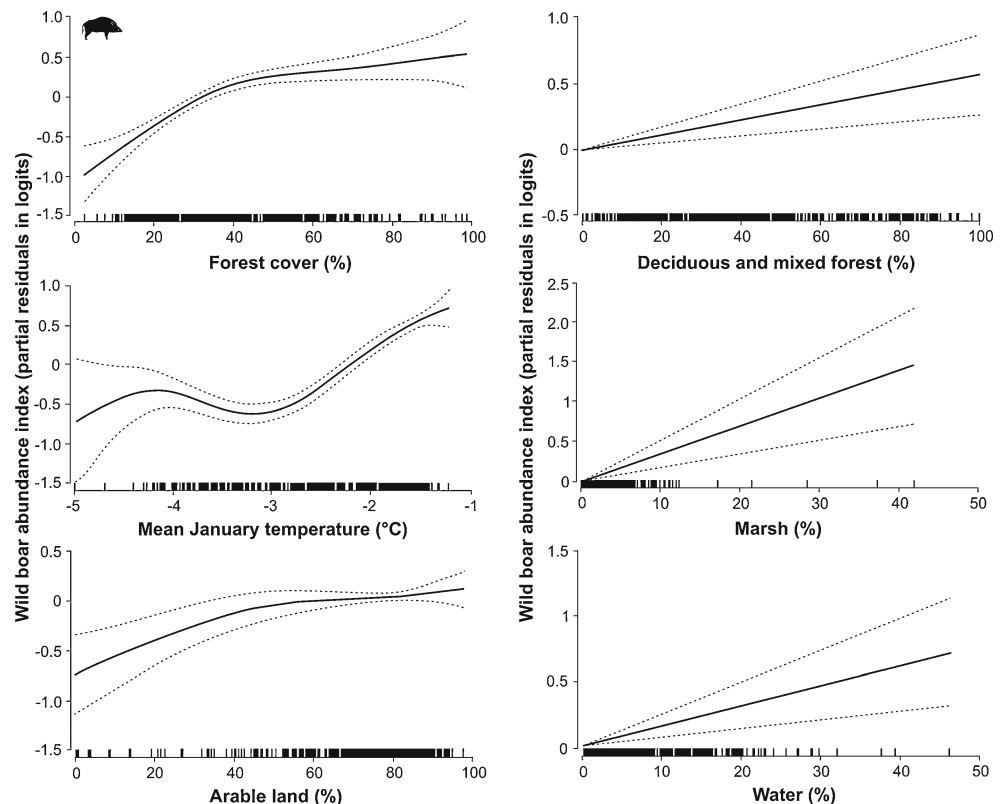 Wild boar abundance index (partial residuals in logits)
1.0
0.5
0
-0.5
-1.0
-1.5
0 20 40 60 80 100
Forest cover (%)
Wild boar abundance index (partial residuals in logits)
1.0
0.5
0
-0.5
0 20 40 60 80 100
Deciduous and mixed forest (%)
1.0
0.5
0
-0.5
-1.0
-1.5
-5 -4 -3 -2 -1
Mean January temperature (°C)
2.5
2.0
1.5
1
0.5
0
0 10 20 30 40 50
Marsh (%)
0.5
0
-0.5
-1.0
-1.5
0 20 40 60 80 100
Arable land (%)
1.5
1
0.5
0
0 10 20 30 40 50
Water (%)